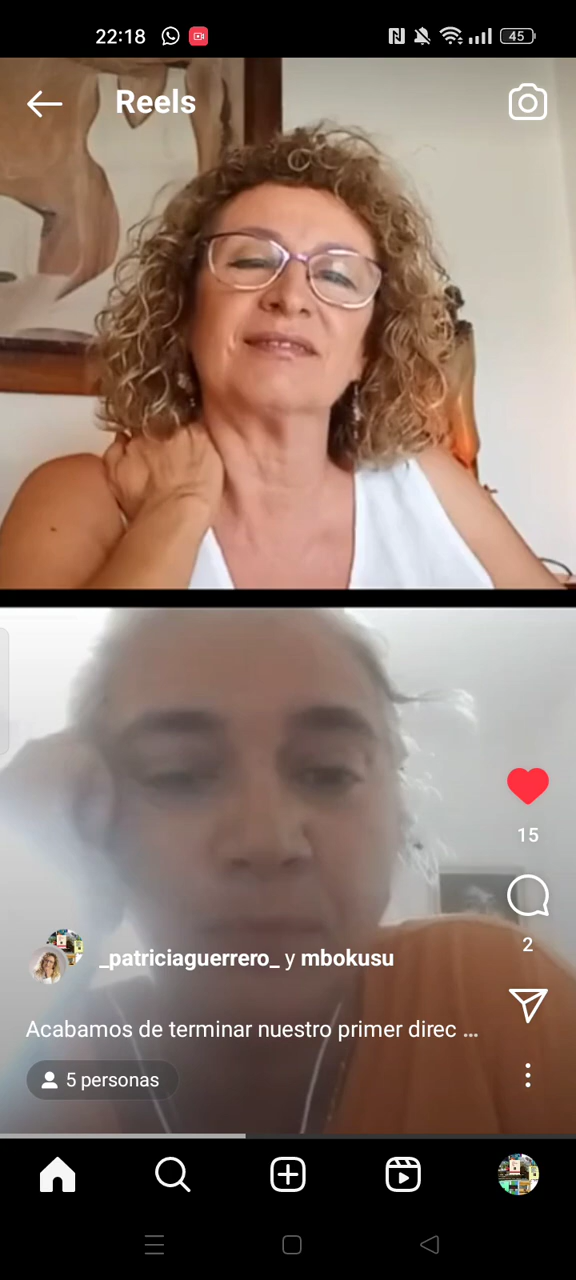 22:18
45
Reels
15
2
_patriciaguerrero_ y mbokusu
Acabamos de terminar nuestro primer direc ...
5 personas